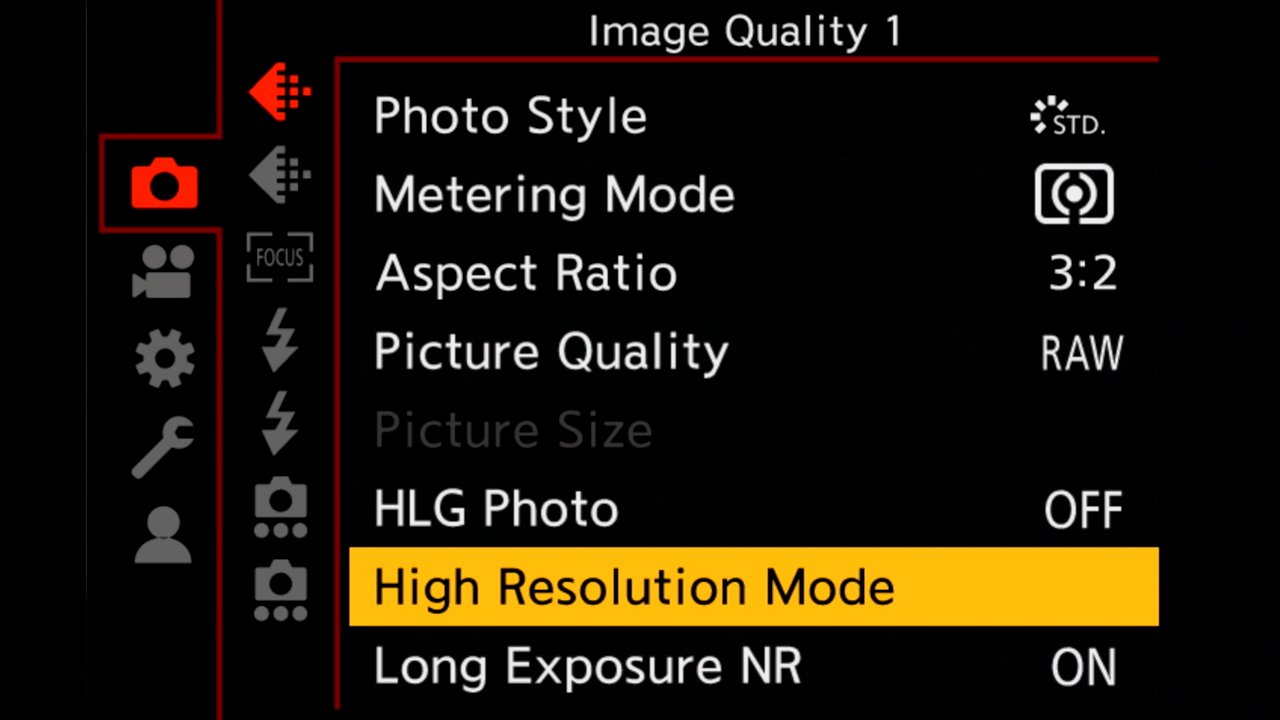 Image Quality 1
Photo Style STD.
Metering Mode
Aspect Ratio 3:2
FOCUS
Picture Quality RAW
Picture Size
HLG Photo OFF
High Resolution Mode
Long Exposure NR ON